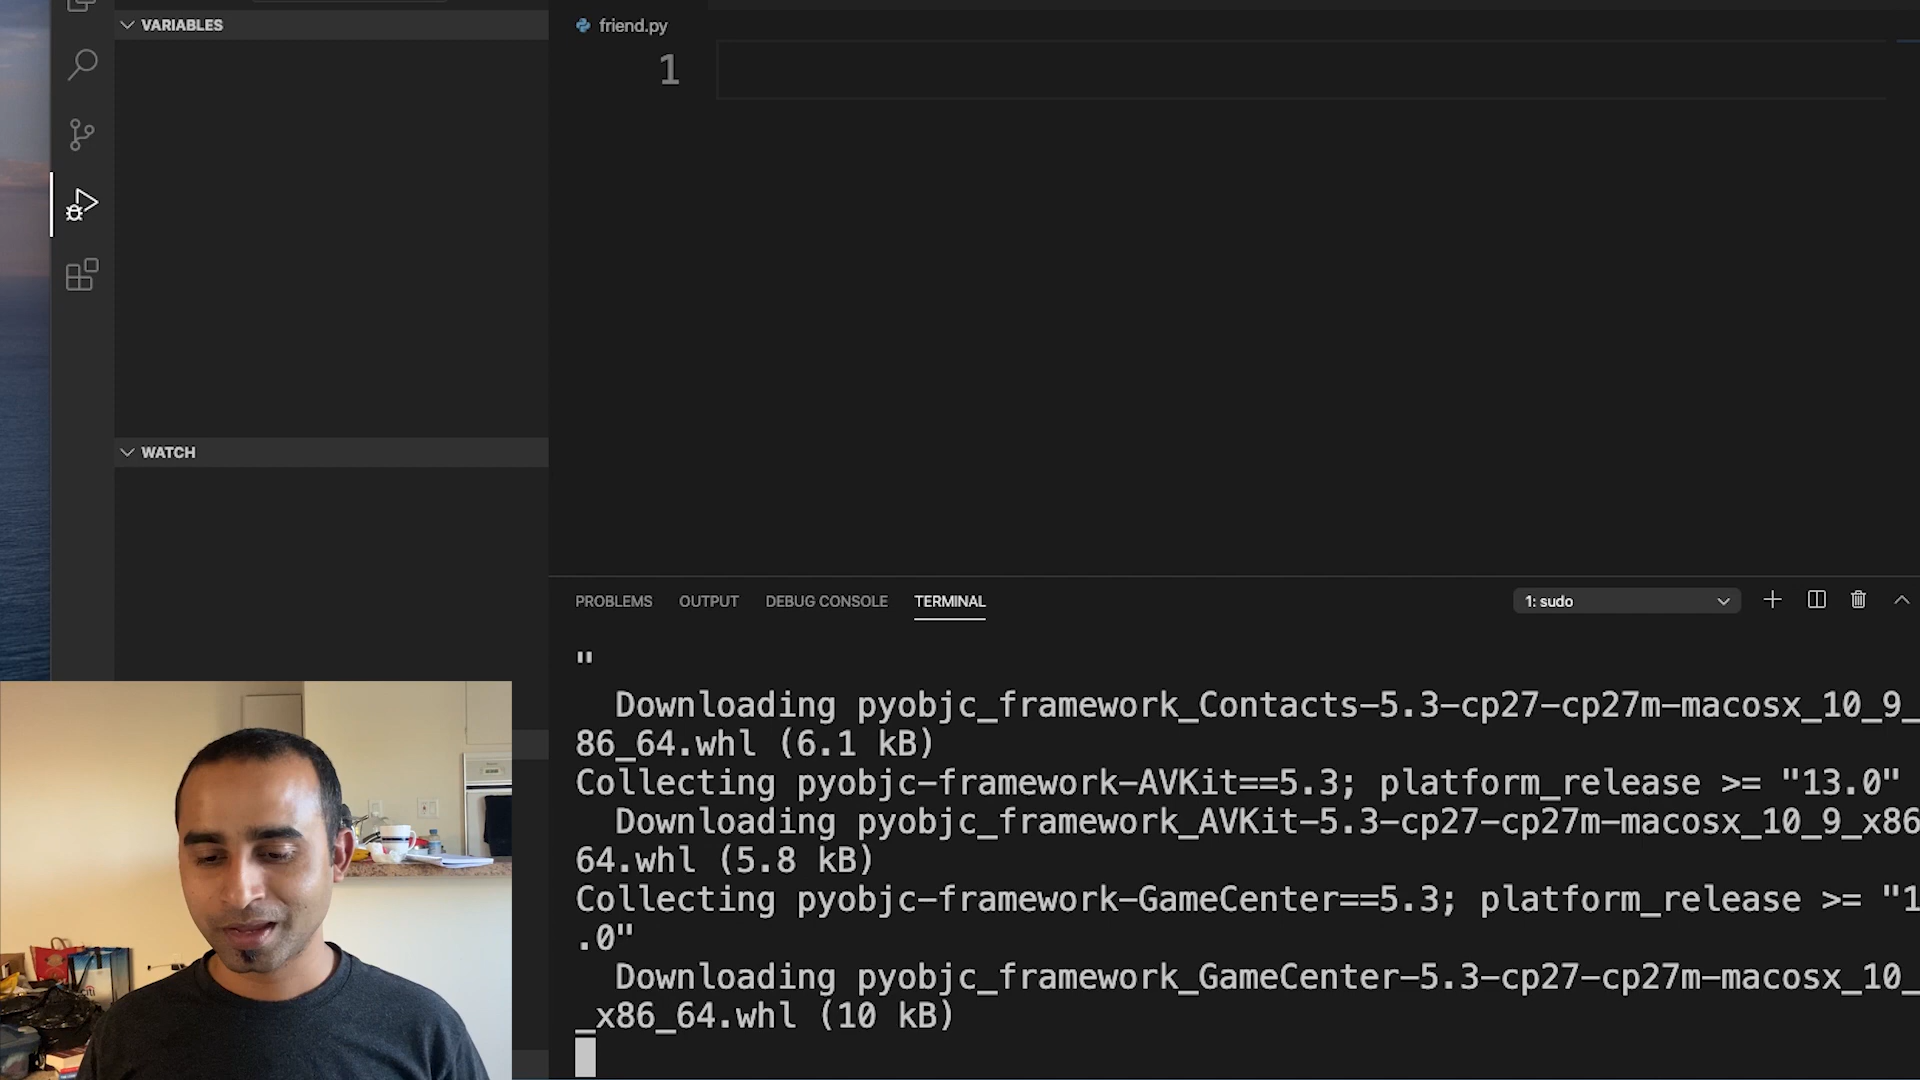 VARIABLES
friend.py
1
WATCH
PROBLEMS OUTPUT DEBUG CONSOLE TERMINAL
1: sudo
"
Downloading pyobjc_framework_Contacts-5.3-cp27-cp27m-macosx_10_9_
86_64.whl (6.1 kB)
Collecting pyobjc-framework-AVKit==5.3; platform_release >= "13.0"
Downloading pyobjc_framework_AVKit-5.3-cp27-cp27m-macosx_10_9_x86
64.whl (5.8 kB)
Collecting pyobjc-framework-GameCenter==5.3; platform_release >= "1
.0"
Downloading pyobjc_framework_GameCenter-5.3-cp27-cp27m-macosx_10_
_x86_64.whl (10 kB)
citi